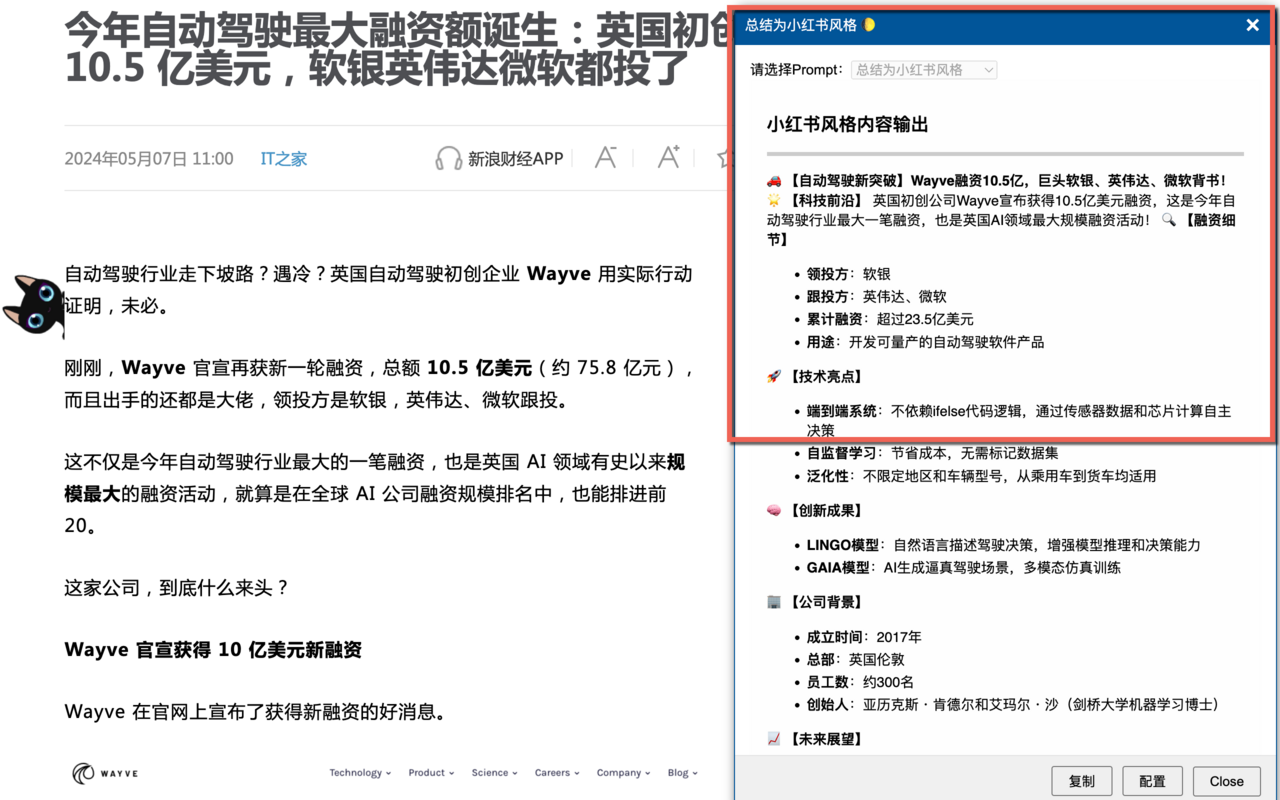 今年自动驾驶最大融资额诞生：英国初创
10.5 亿美元，软银英伟达微软都投了
2024年05月07日 11:00 IT之家 新浪财经APP A- A+
自动驾驶行业走下坡路？遇冷？英国自动驾驶初创企业 Wayve 用实际行动
证明，未必。
刚刚，Wayve 官宣再获新一轮融资，总额 10.5 亿美元（约 75.8 亿元），
而且出手的还都是大佬，领投方是软银，英伟达、微软跟投。
这不仅是今年自动驾驶行业最大的一笔融资，也是英国 AI 领域有史以来规
模最大的融资活动，就算是在全球 AI 公司融资规模排名中，也能排进前
20。
这家公司，到底什么来头？
Wayve 官宣获得 10 亿美元新融资
Wayve 在官网上宣布了获得新融资的好消息。
WAYVE Technology Product Science Careers Company Blog
总结为小红书风格 🌔 ×
请选择Prompt： 总结为小红书风格
小红书风格内容输出
🚗 【自动驾驶新突破】Wayve融资10.5亿，巨头软银、英伟达、微软背书！
🌟 【科技前沿】 英国初创公司Wayve宣布获得10.5亿美元融资，这是今年自
动驾驶行业最大一笔融资，也是英国AI领域最大规模融资活动！ 🔍 【融资细
节】
• 领投方：软银
• 跟投方：英伟达、微软
• 累计融资：超过23.5亿美元
• 用途：开发可量产的自动驾驶软件产品
🚀 【技术亮点】
• 端到端系统：不依赖ifelse代码逻辑，通过传感器数据和芯片计算自主
决策
• 自监督学习：节省成本，无需标记数据集
• 泛化性：不限定地区和车辆型号，从乘用车到货车均适用
🧠 【创新成果】
• LINGO模型：自然语言描述驾驶决策，增强模型推理和决策能力
• GAIA模型：AI生成逼真驾驶场景，多模态仿真训练
🏢 【公司背景】
• 成立时间：2017年
• 总部：英国伦敦
• 员工数：约300名
• 创始人：亚历克斯·肯德尔和艾玛尔·沙（剑桥大学机器学习博士）
📈 【未来展望】
复制 配置 Close